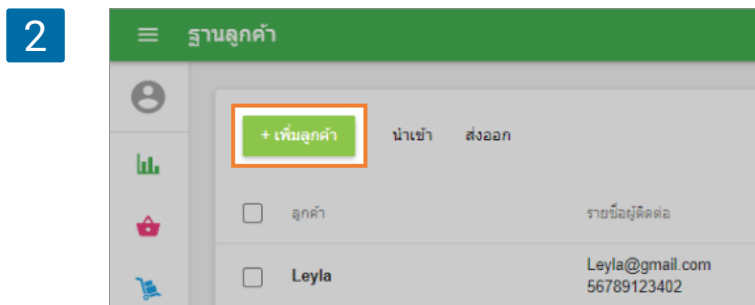 2
ฐานลูกค้า
+ เพิ่มลูกค้า นำเข้า ส่งออก
ลูกค้า รายชื่อผู้ติดต่อ
Leyla Leyla@gmail.com
56789123402